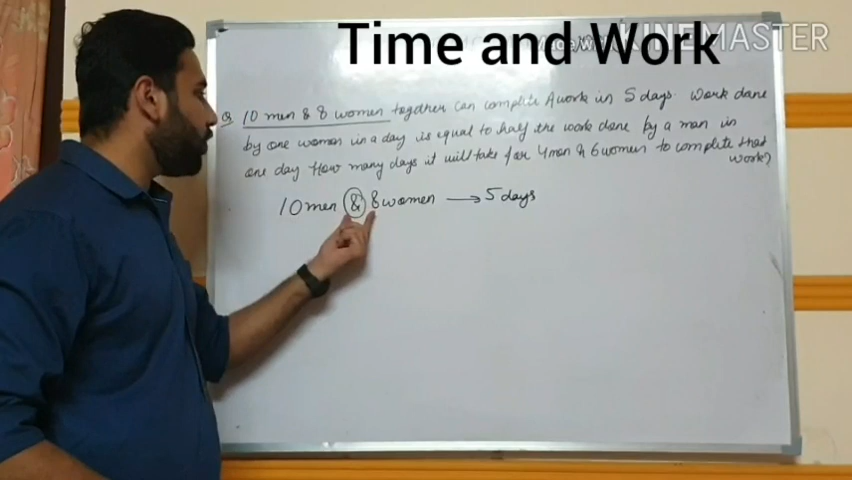 Time and Work
KINEMASTER
Q 10 men & 8 women together can complete A work in 5 days. Work done
by one woman in a day is equal to half the work done by a man in
one day How many days it will take for 4 men & 6 women to complete that
work?
10 men & 8 women → 5 days